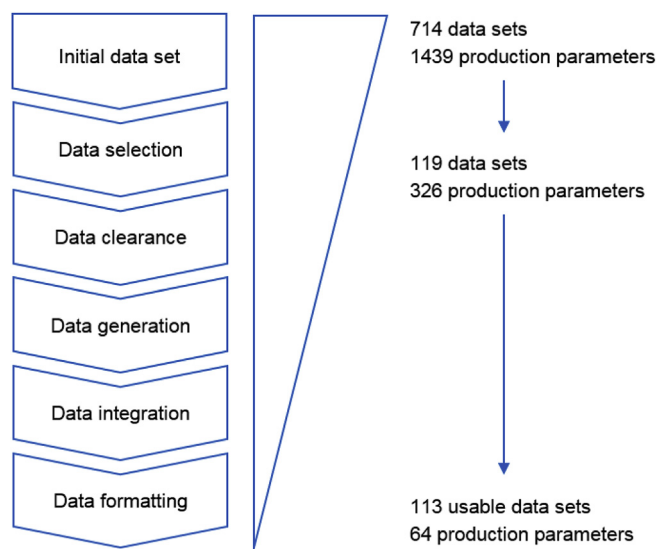 Initial data set
Data selection
Data clearance
Data generation
Data integration
Data formatting
714 data sets
1439 production parameters
119 data sets
326 production parameters
113 usable data sets
64 production parameters